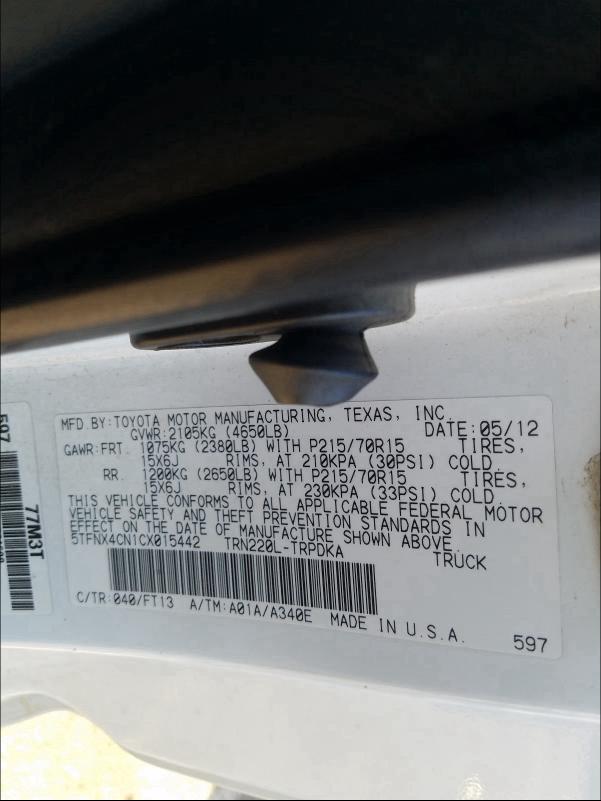 MFD.BY:TOYOTA MOTOR MANUFACTURING, TEXAS, INC.
GVWR:2105KG (4650LB) DATE:05/12
GAWR:FRT. 1075KG (2380LB) WITH P215/70R15 TIRES,
15X6J RIMS, AT 210KPA (30PSI) COLD.
RR. 1200KG (2650LB) WITH P215/70R15 TIRES,
15X6J RIMS, AT 230KPA (33PSI) COLD.
THIS VEHICLE CONFORMS TO ALL APPLICABLE FEDERAL MOTOR
VEHICLE SAFETY AND THEFT PREVENTION STANDARDS IN
EFFECT ON THE DATE OF MANUFACTURE SHOWN ABOVE.
5TFNX4CN1CX015442 TRN220L-TRPDKA TRUCK
C/TR:040/FT13 A/TM:A01A/A340E MADE IN U.S.A.
597
597
77M3T